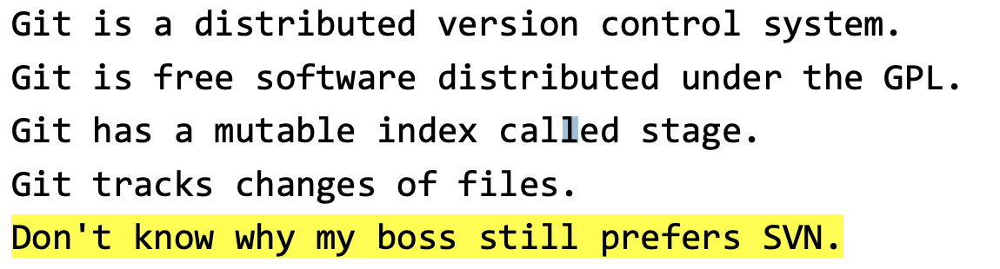 Git is a distributed version control system.
Git is free software distributed under the GPL.
Git has a mutable index called stage.
Git tracks changes of files.
Don't know why my boss still prefers SVN.